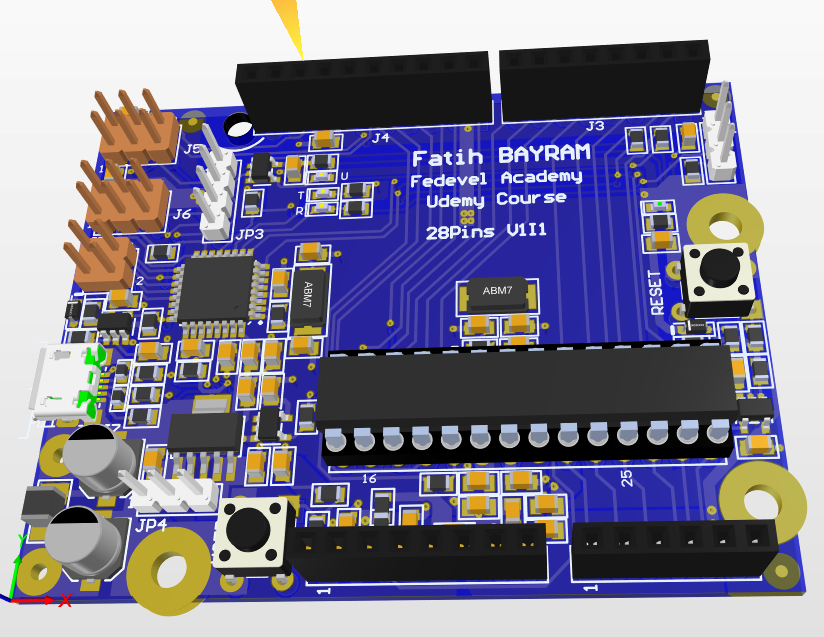 J4
J3
J5
1
Fatih BAYRAM
Fedevel Academy
Udemy Course
28Pins V1I1
U
T
R
J6
JP3
2
ABM7
ABM7
RESET
16
25
JP4
1
1
Y
X